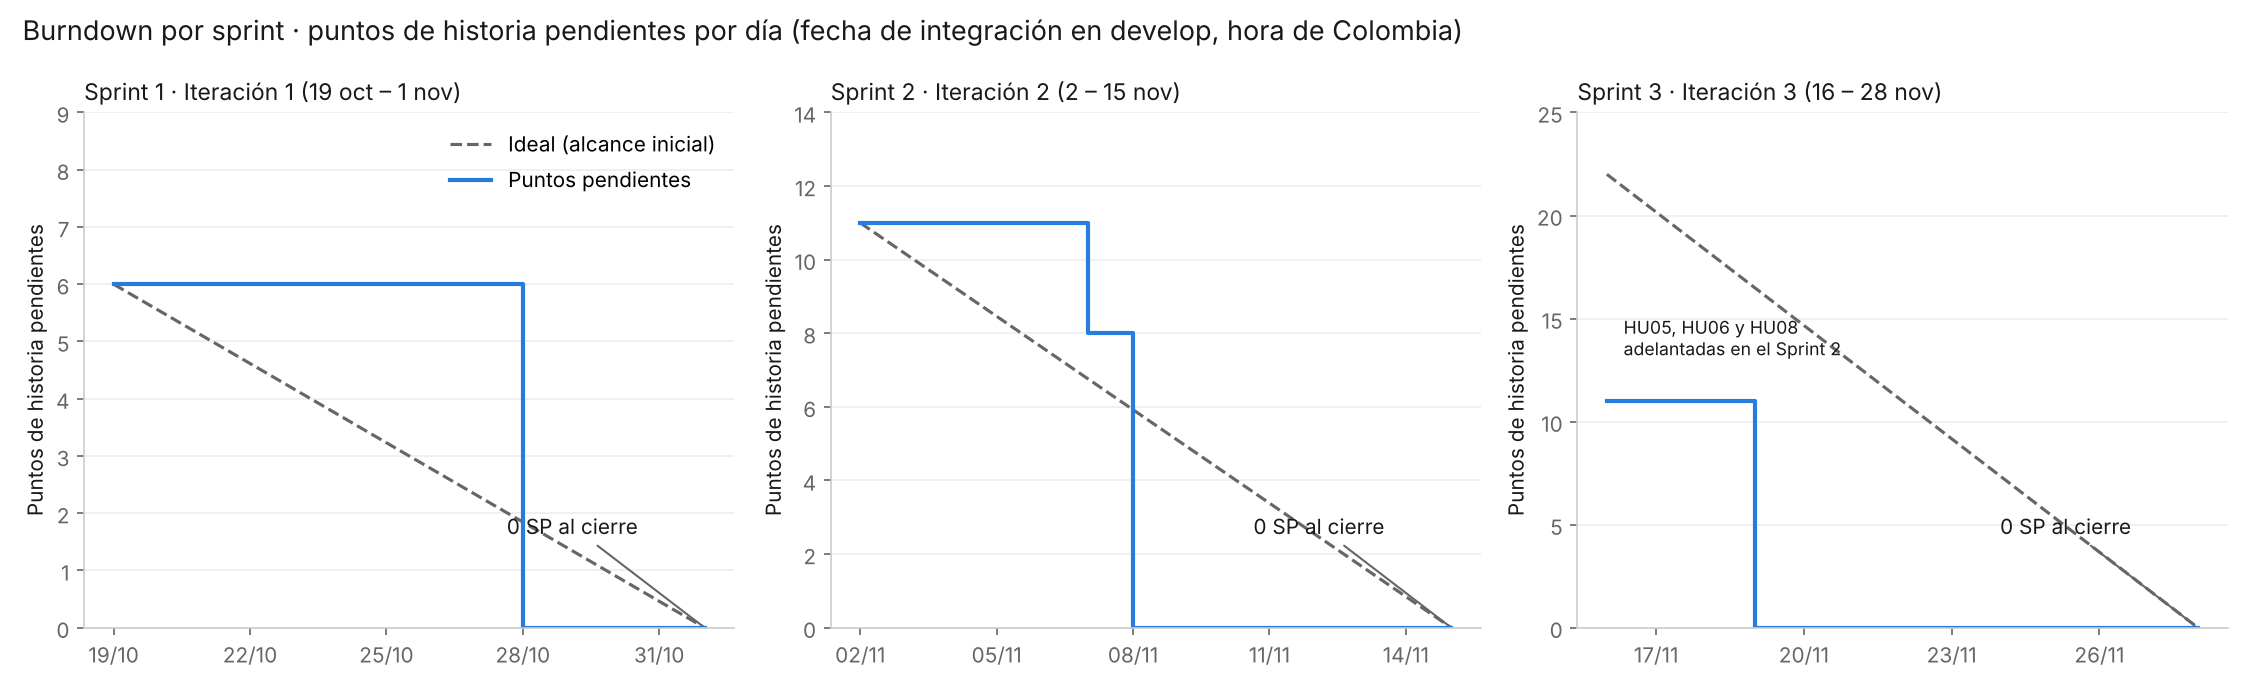 Burndown por sprint · puntos de historia pendientes por día (fecha de integración en develop, hora de Colombia)
Sprint 1 · Iteración 1 (19 oct – 1 nov)
Puntos de historia pendientes
9
8
7
6
5
4
3
2
1
0
Ideal (alcance inicial)
Puntos pendientes
0 SP al cierre
19/10
22/10
25/10
28/10
31/10
Sprint 2 · Iteración 2 (2 – 15 nov)
Puntos de historia pendientes
14
12
10
8
6
4
2
0
0 SP al cierre
02/11
05/11
08/11
11/11
14/11
Sprint 3 · Iteración 3 (16 – 28 nov)
Puntos de historia pendientes
25
20
15
10
5
0
HU05, HU06 y HU08
adelantadas en el Sprint 2
0 SP al cierre
17/11
20/11
23/11
26/11